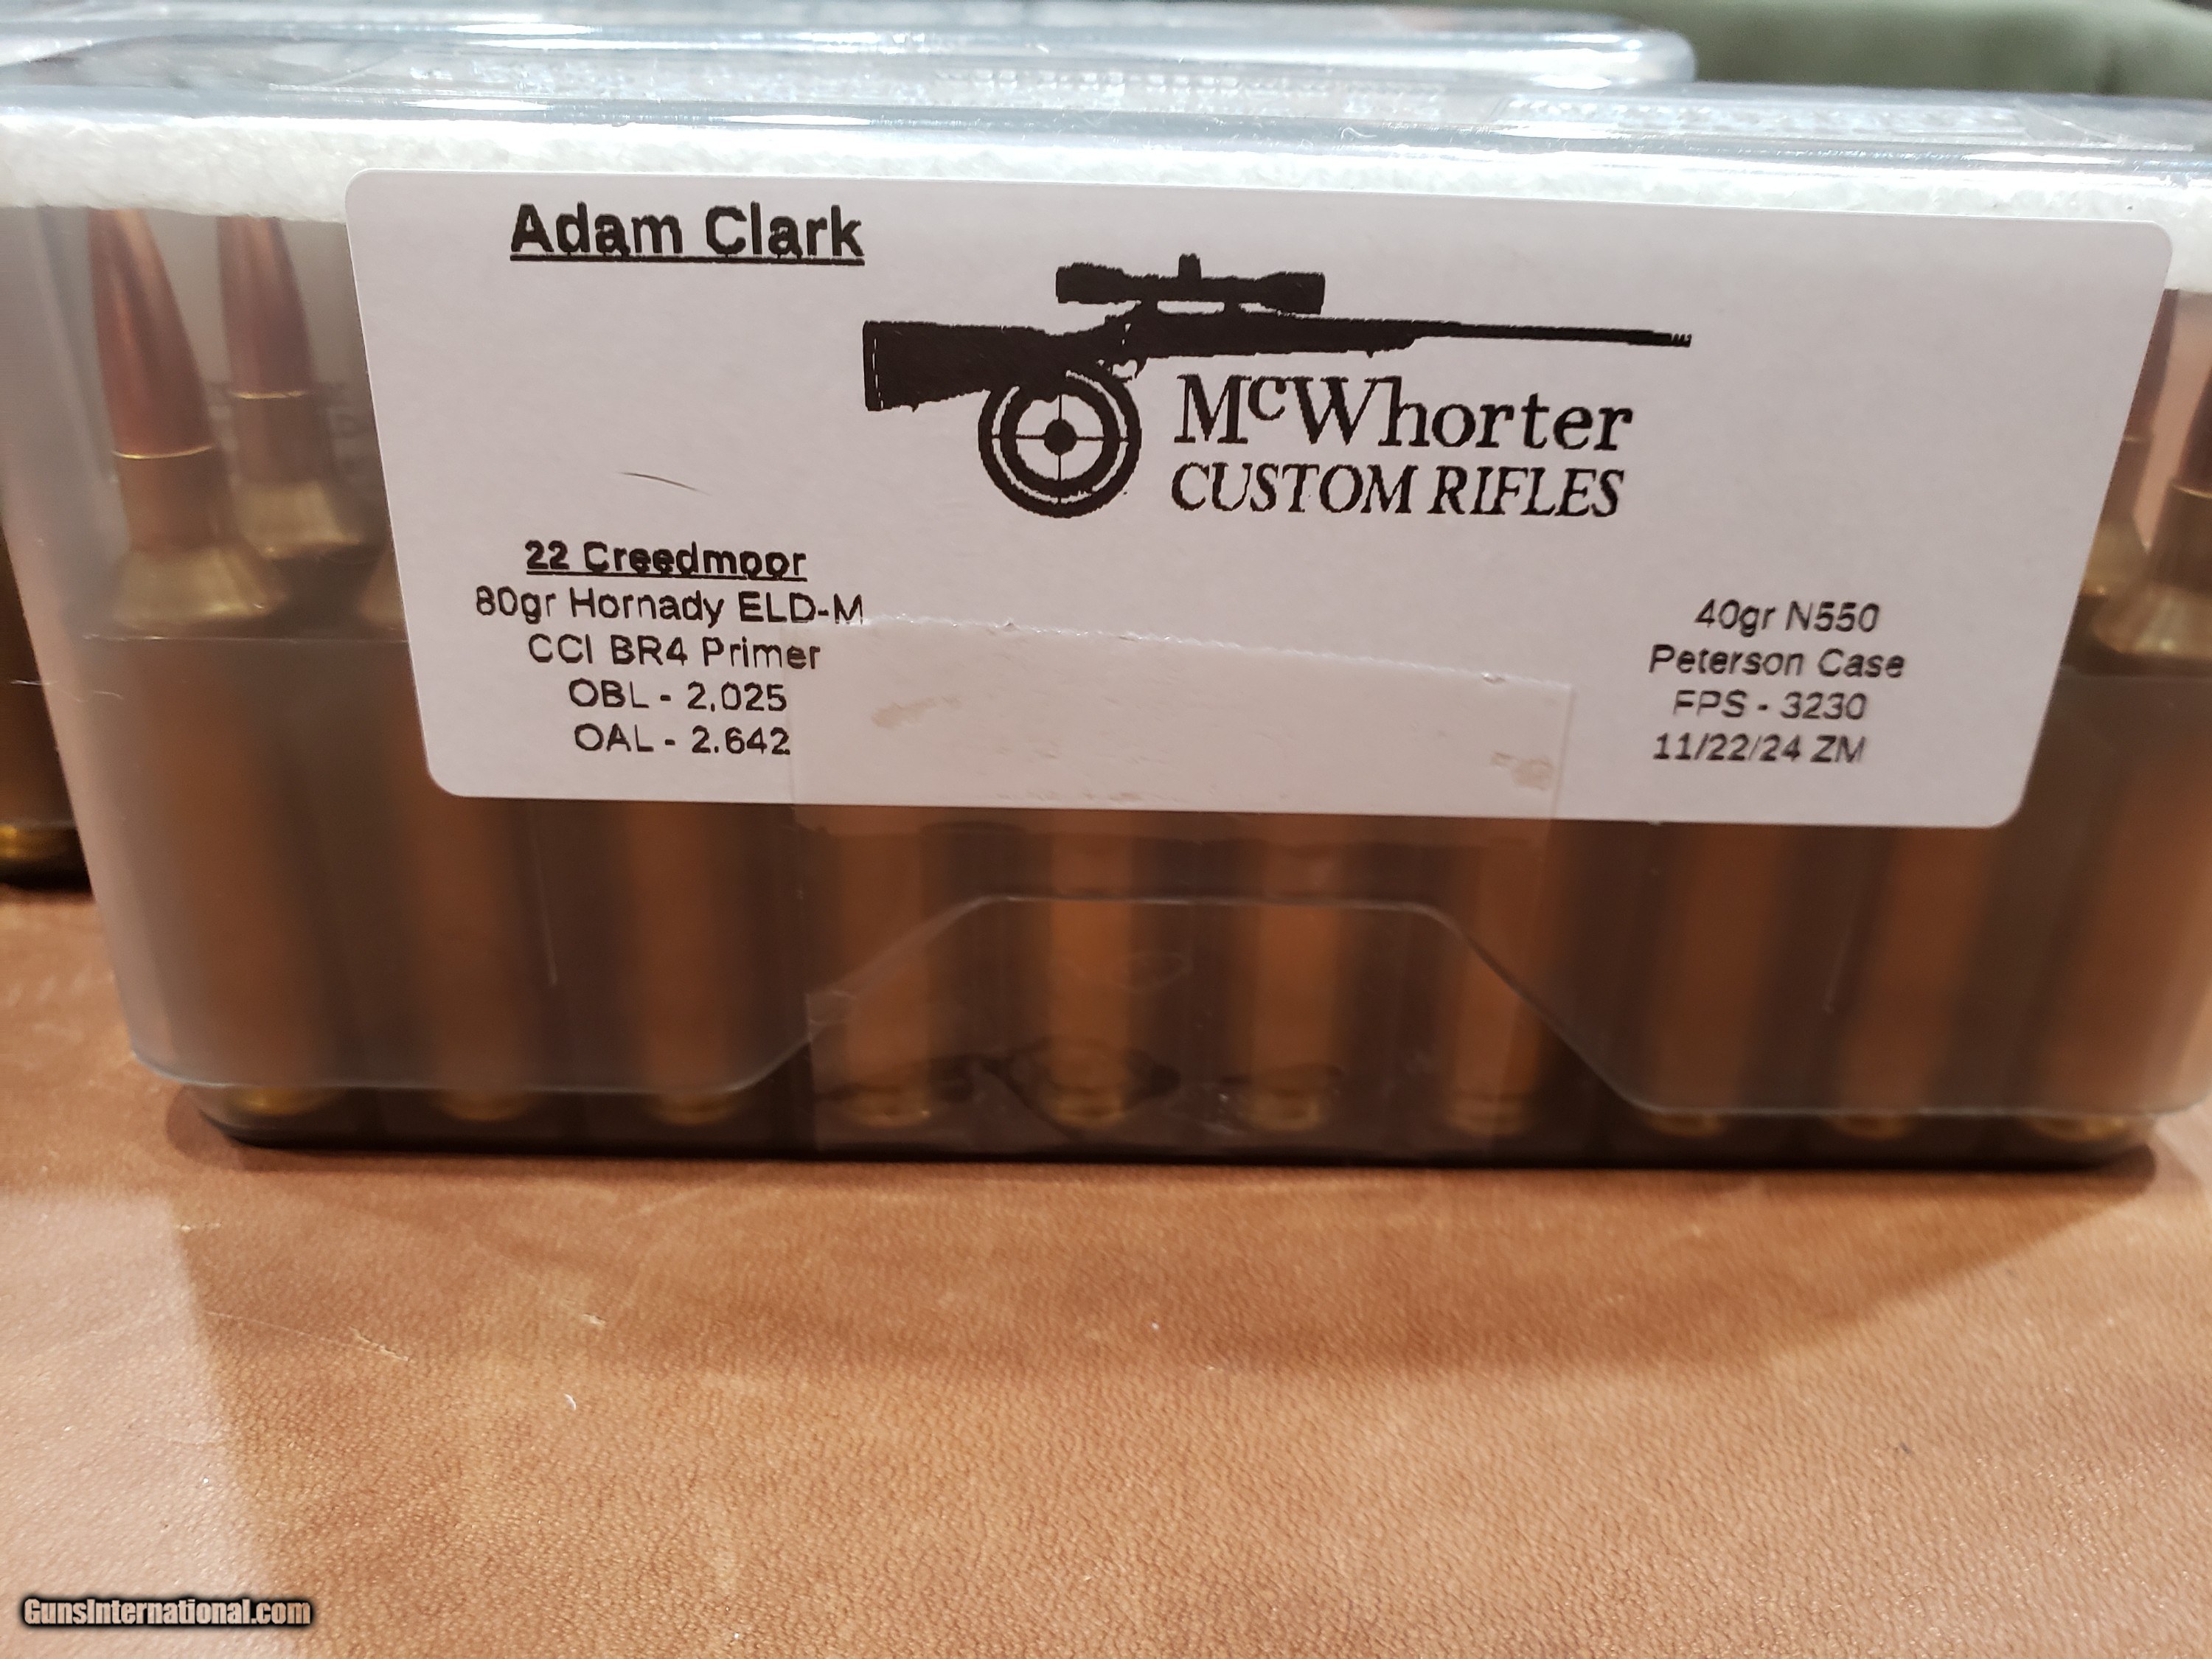 Adam Clark
McWhorter
CUSTOM RIFLES
22 Creedmoor
80gr Hornady ELD-M
CCI BR4 Primer
OBL - 2.025
OAL - 2.642
40gr N550
Peterson Case
FPS - 3230
11/22/24 ZM
GunsInternational.com